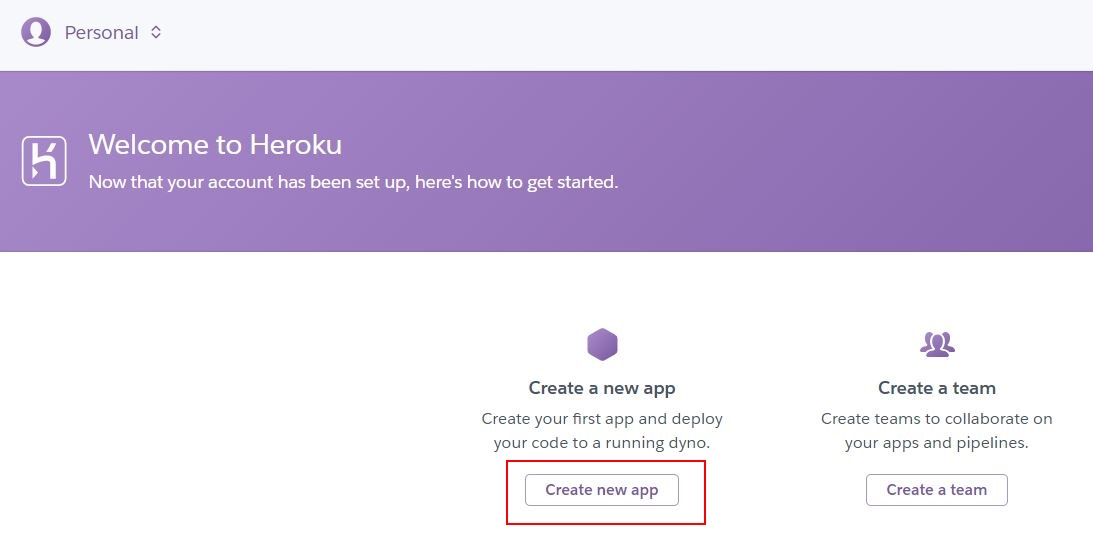 Personal
Welcome to Heroku
Now that your account has been set up, here's how to get started.
Create a new app
Create your first app and deploy
your code to a running dyno.
Create new app
Create a team
Create teams to collaborate on
your apps and pipelines.
Create a team